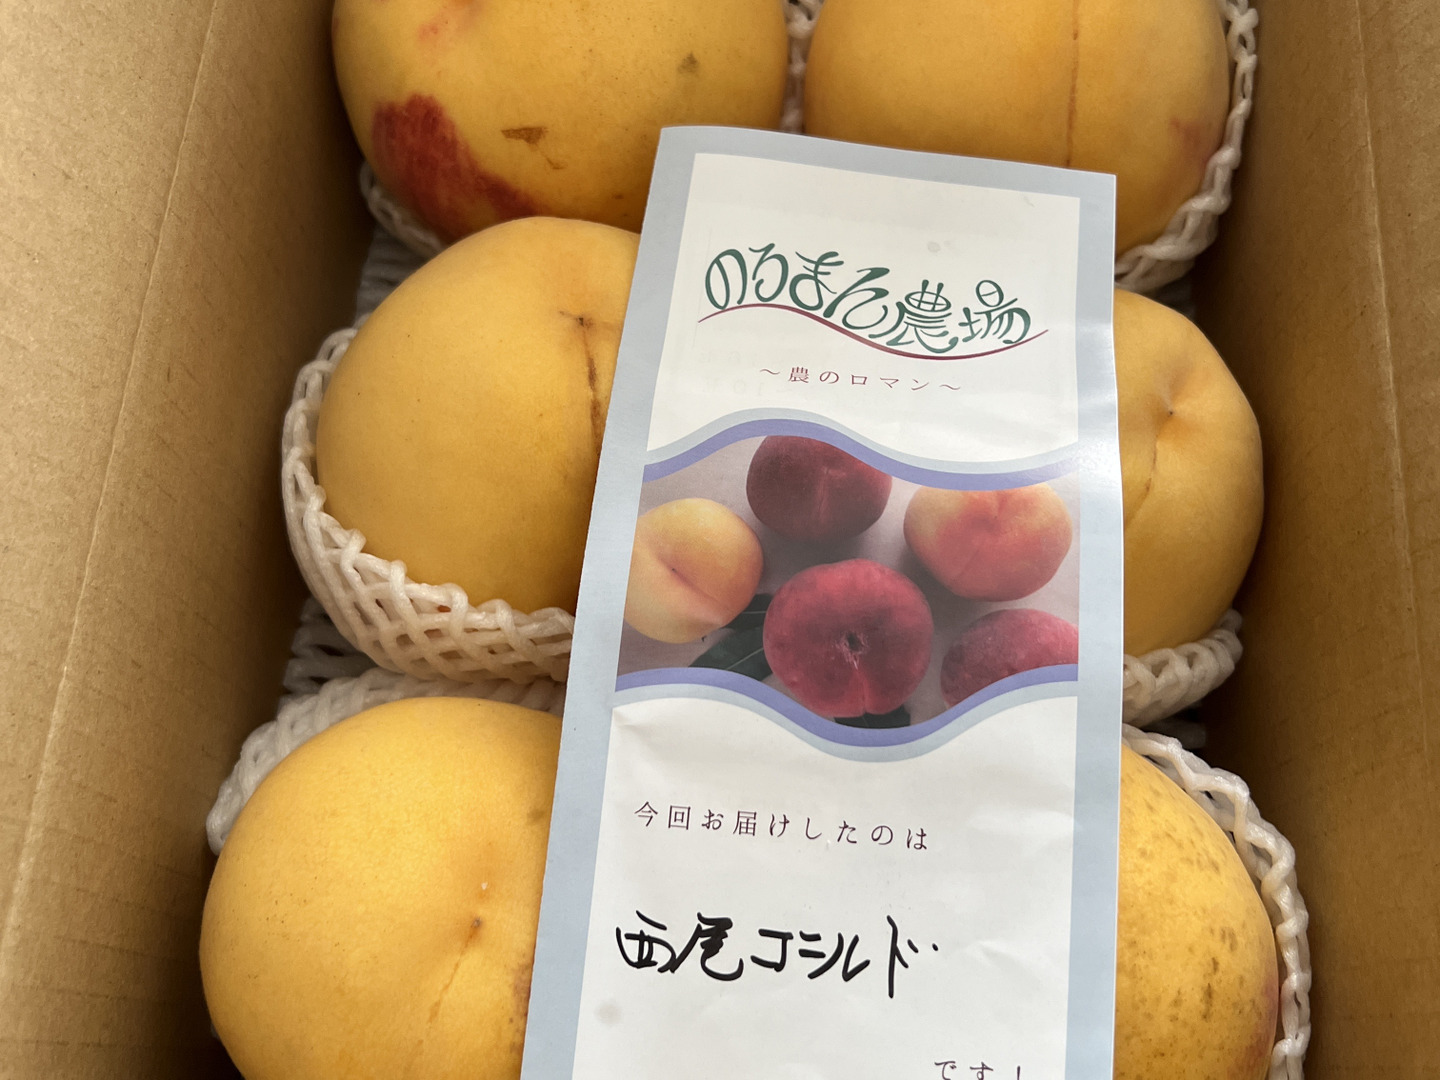 のろまん農場
～農のロマン～
今回お届けしたのは
西尾ゴールド
です！